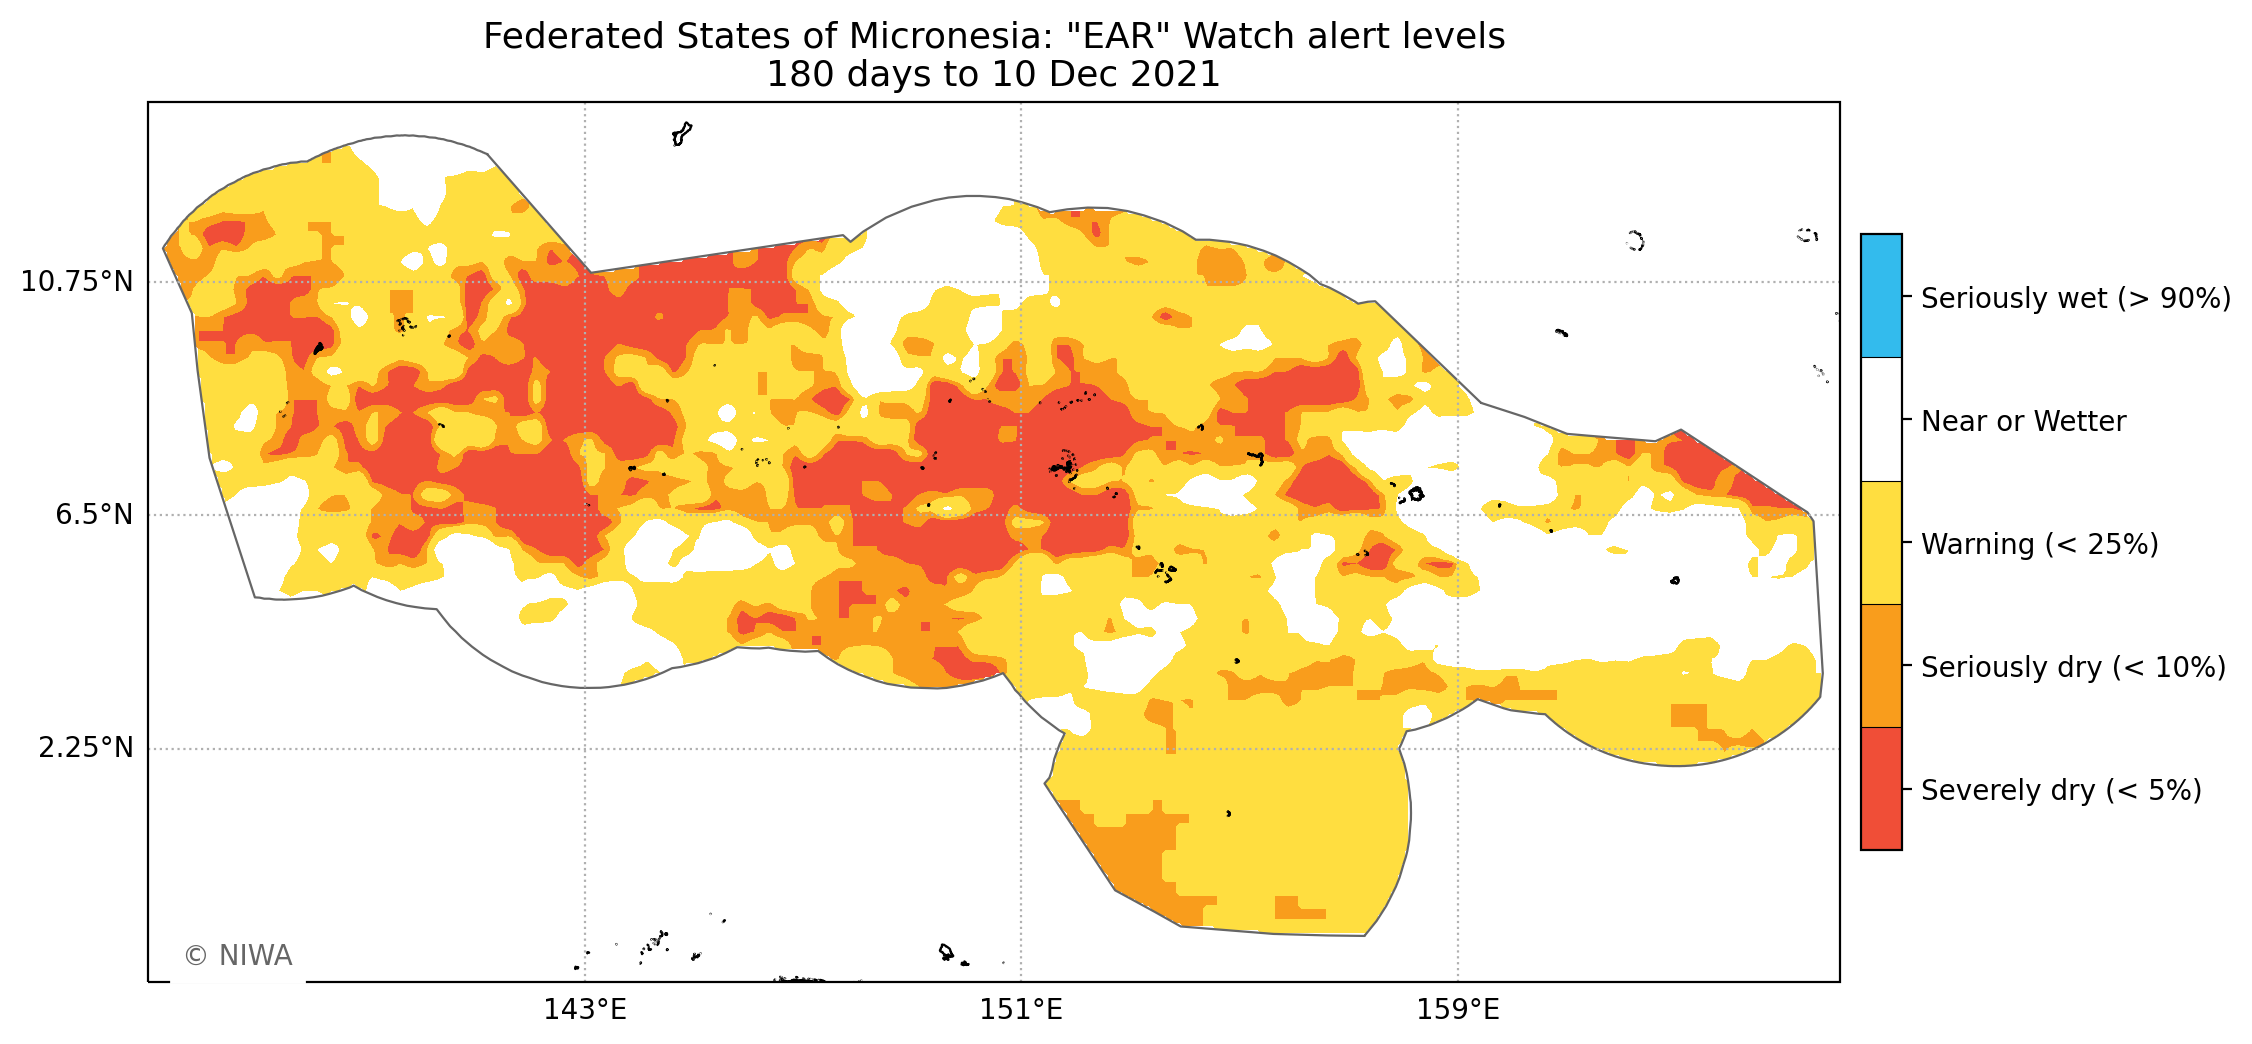 Federated States of Micronesia: "EAR" Watch alert levels
180 days to 10 Dec 2021
10.75°N
6.5°N
2.25°N
143°E
151°E
159°E
© NIWA
Seriously wet (> 90%)
Near or Wetter
Warning (< 25%)
Seriously dry (< 10%)
Severely dry (< 5%)